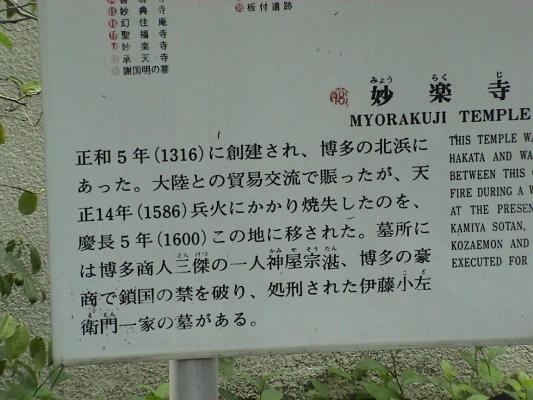 妙典寺
幻住庵
聖福寺
妙楽寺
承天寺
謝国明の墓
板付遺跡
みょう らく じ
妙楽寺
MYORAKUJI TEMPLE
正和5年(1316)に創建され、博多の北浜に
あった。大陸との貿易交流で賑ったが、天
正14年(1586)兵火にかかり焼失したのを、
慶長5年(1600)この地に移された。墓所に
は博多商人三傑の一人神屋宗湛、博多の豪
商で鎖国の禁を破り、処刑された伊藤小左
衛門一家の墓がある。
THIS TEMPLE WA
HAKATA AND WA
BETWEEN THIS
FIRE DURING A W
AT THE PRESEN
KAMIYA SOTAN,
KOZAEMON AND
EXECUTED FOR